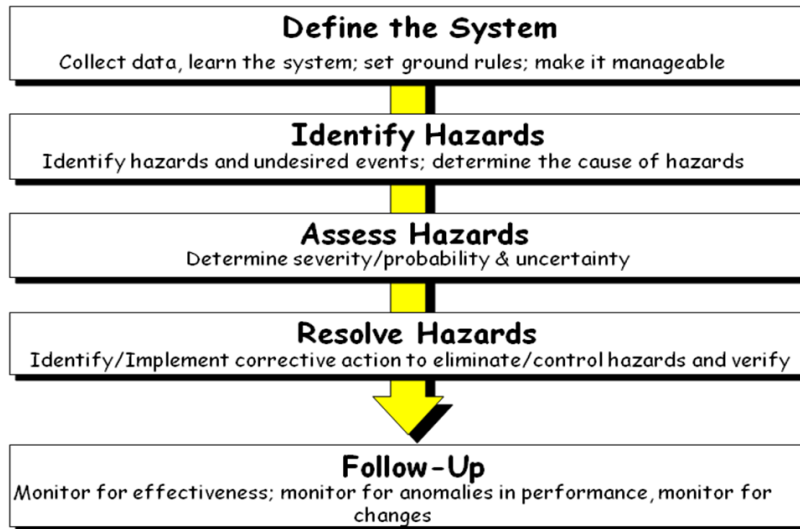 Define the System
Collect data, learn the system; set ground rules; make it manageable
Identify Hazards
Identify hazards and undesired events; determine the cause of hazards
Assess Hazards
Determine severity/probability & uncertainty
Resolve Hazards
Identify/Implement corrective action to eliminate/control hazards and verify
Follow-Up
Monitor for effectiveness; monitor for anomalies in performance, monitor for
changes